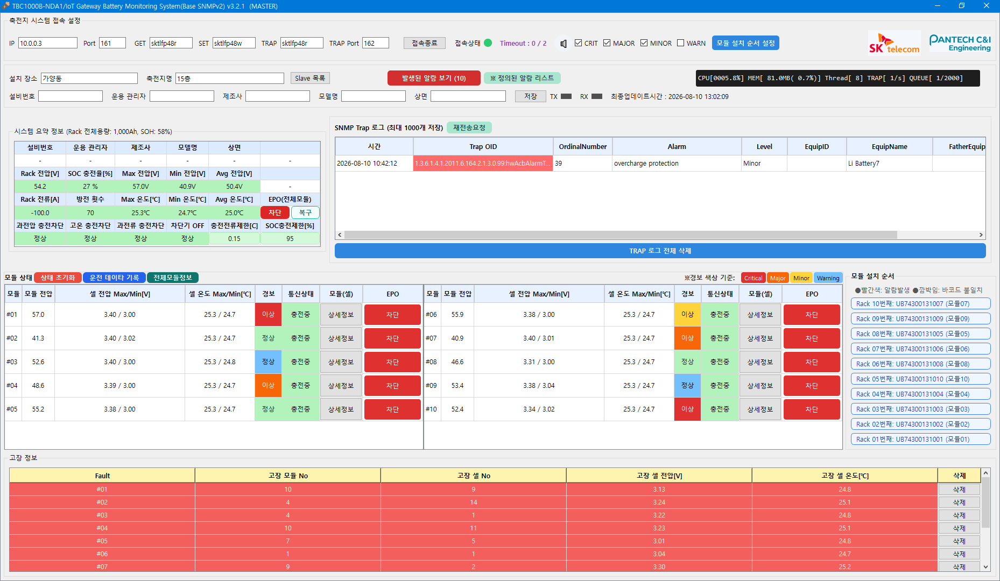 TBC1000B-NDA1/IoT Gateway Battery Monitoring System(Base SNMPv2) v3.2.1 (MASTER)
축전지 시스템 접속 설정
IP 10.0.0.3 Port 161 GET sktlfp48r SET sktlfp48w TRAP sktlfp48r TRAP Port 162 접속종료 접속상태 Timeout : 0 / 2 CRIT MAJOR MINOR WARN 모듈 설치 순서 설정
SK telecom
PANTECH C&I
Engineering
설치 장소 가양동 축전지명 15층 Slave 목록 발생된 알람 보기 (10) ※ 정의된 알람 리스트
CPU[0005.8%] MEM[ 81.0MB( 0.7%)] Thread[ 8] TRAP[ 1/s] QUEUE[ 1/2000]
설비번호 운용 관리자 제조사 모델명 상면 저장 TX RX 최종업데이트시간 : 2026-08-10 13:02:09
시스템 요약 정보 (Rack 전체용량: 1,000Ah, SOH: 58%)
설비번호 운용 관리자 제조사 모델명 상면
- - - - - -
Rack 전압[V] SOC 충전율[%] Max 전압[V] Min 전압[V] Avg 전압[V]
54.2 27 % 57.0V 40.9V 50.4V -
Rack 전류[A] 방전 횟수 Max 온도[℃] Min 온도[℃] Avg 온도[℃] EPO(전체모듈)
-100.0 70 25.3℃ 24.7℃ 25.0℃ 차단 복구
과전압 충전차단 고온 충전차단 과전류 충전차단 차단기 OFF 충전전류제한[C] SOC충전제한[%]
정상 정상 정상 정상 0.15 95
SNMP Trap 로그 (최대 1000개 저장) 재전송요청
시간 Trap OID OrdinalNumber Alarm Level EquipID EquipName FatherEquip
2026-08-10 10:42:12 1.3.6.1.4.1.2011.6.164.2.1.3.0.99:hwAcbAlarmT... 39 overcharge protection Minor Li Battery7
TRAP 로그 전체 삭제
모듈 상태 상태 초기화 운전 데이타 기록 전체모듈정보 ※경보 색상 기준: Critical Major Minor Warning
모듈 모듈 전압 셀 전압 Max/Min[V] 셀 온도 Max/Min[℃] 경보 통신상태 모듈(셀) EPO
#01 57.0 3.40 / 3.00 25.3 / 24.7 이상 충전중 상세정보 차단
#02 41.3 3.40 / 3.02 25.3 / 24.7 정상 충전중 상세정보 차단
#03 52.6 3.40 / 3.00 25.3 / 24.8 정상 충전중 상세정보 차단
#04 48.6 3.39 / 3.00 25.3 / 24.7 이상 충전중 상세정보 차단
#05 55.2 3.38 / 3.00 25.3 / 24.7 정상 충전중 상세정보 차단
모듈 모듈 전압 셀 전압 Max/Min[V] 셀 온도 Max/Min[℃] 경보 통신상태 모듈(셀) EPO
#06 55.9 3.38 / 3.00 25.3 / 24.7 이상 충전중 상세정보 차단
#07 40.9 3.40 / 3.01 25.3 / 24.7 이상 충전중 상세정보 차단
#08 46.6 3.31 / 3.00 25.3 / 24.7 정상 충전중 상세정보 차단
#09 53.4 3.38 / 3.04 25.3 / 24.7 정상 충전중 상세정보 차단
#10 52.4 3.34 / 3.02 25.3 / 24.7 이상 충전중 상세정보 차단
모듈 설치 순서
●빨간색: 알람발생 ●깜박임: 바코드 불일치
Rack 10번째: UB74300131007 (모듈07)
Rack 09번째: UB74300131009 (모듈09)
Rack 08번째: UB74300131005 (모듈05)
Rack 07번째: UB74300131006 (모듈06)
Rack 06번째: UB74300131008 (모듈08)
Rack 05번째: UB74300131010 (모듈10)
Rack 04번째: UB74300131004 (모듈04)
Rack 03번째: UB74300131003 (모듈03)
Rack 02번째: UB74300131002 (모듈02)
Rack 01번째: UB74300131001 (모듈01)
고장 정보
Fault 고장 모듈 No 고장 셀 No 고장 셀 전압[V] 고장 셀 온도[℃] 삭제
#01 10 9 3.13 24.8 삭제
#02 4 14 3.24 25.1 삭제
#03 4 1 3.22 24.8 삭제
#04 10 11 3.23 25.1 삭제
#05 7 5 3.01 24.8 삭제
#06 1 1 3.04 24.7 삭제
#07 9 2 3.30 25.2 삭제